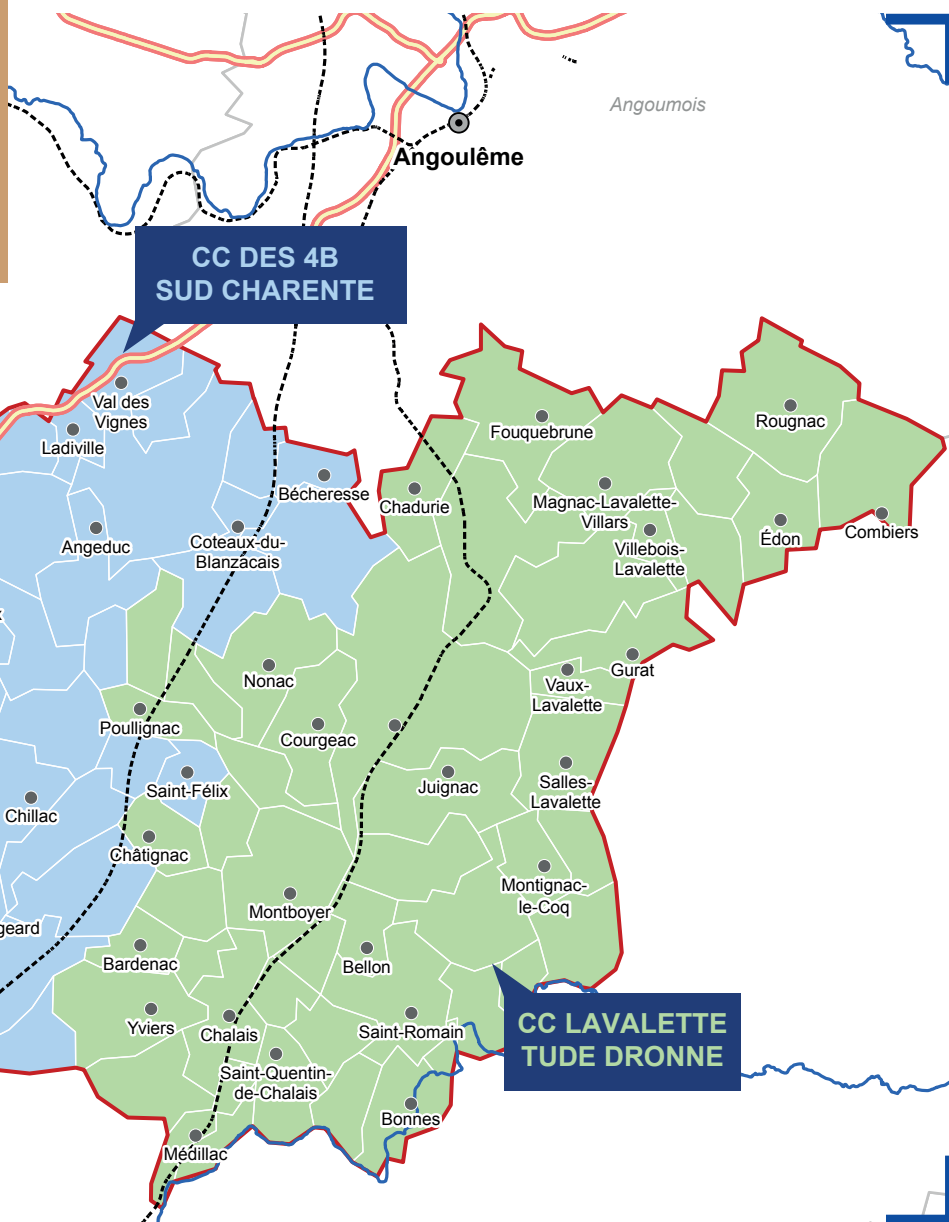 Angoumois
Angoulême
CC DES 4B
SUD CHARENTE
Val des
Vignes
Ladiville
Bécheresse
Angeduc
Coteaux-du-
Blanzacais
Chadurie
Fouquebrune
Rougnac
Magnac-Lavalette-
Villars
Villebois-
Lavalette
Édon
Combiers
Nonac
Vaux-
Lavalette
Gurat
Poullignac
Courgeac
Saint-Félix
Juignac
Salles-
Lavalette
Chillac
Châtignac
Montignac-
le-Coq
Montboyer
geard
Bardenac
Bellon
Yviers
Chalais
Saint-Romain
CC LAVALETTE
TUDE DRONNE
Saint-Quentin-
de-Chalais
Bonnes
Médillac